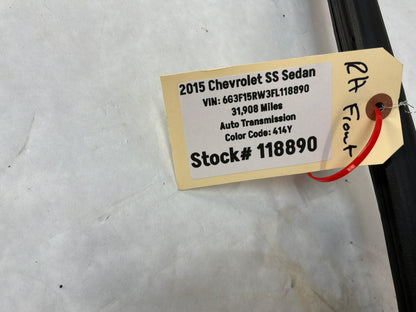 2015 Chevrolet SS Sedan
VIN: 6G3F15RW3FL118890
31,908 Miles
Auto Transmission
Color Code: 414Y
Stock# 118890
RH Front